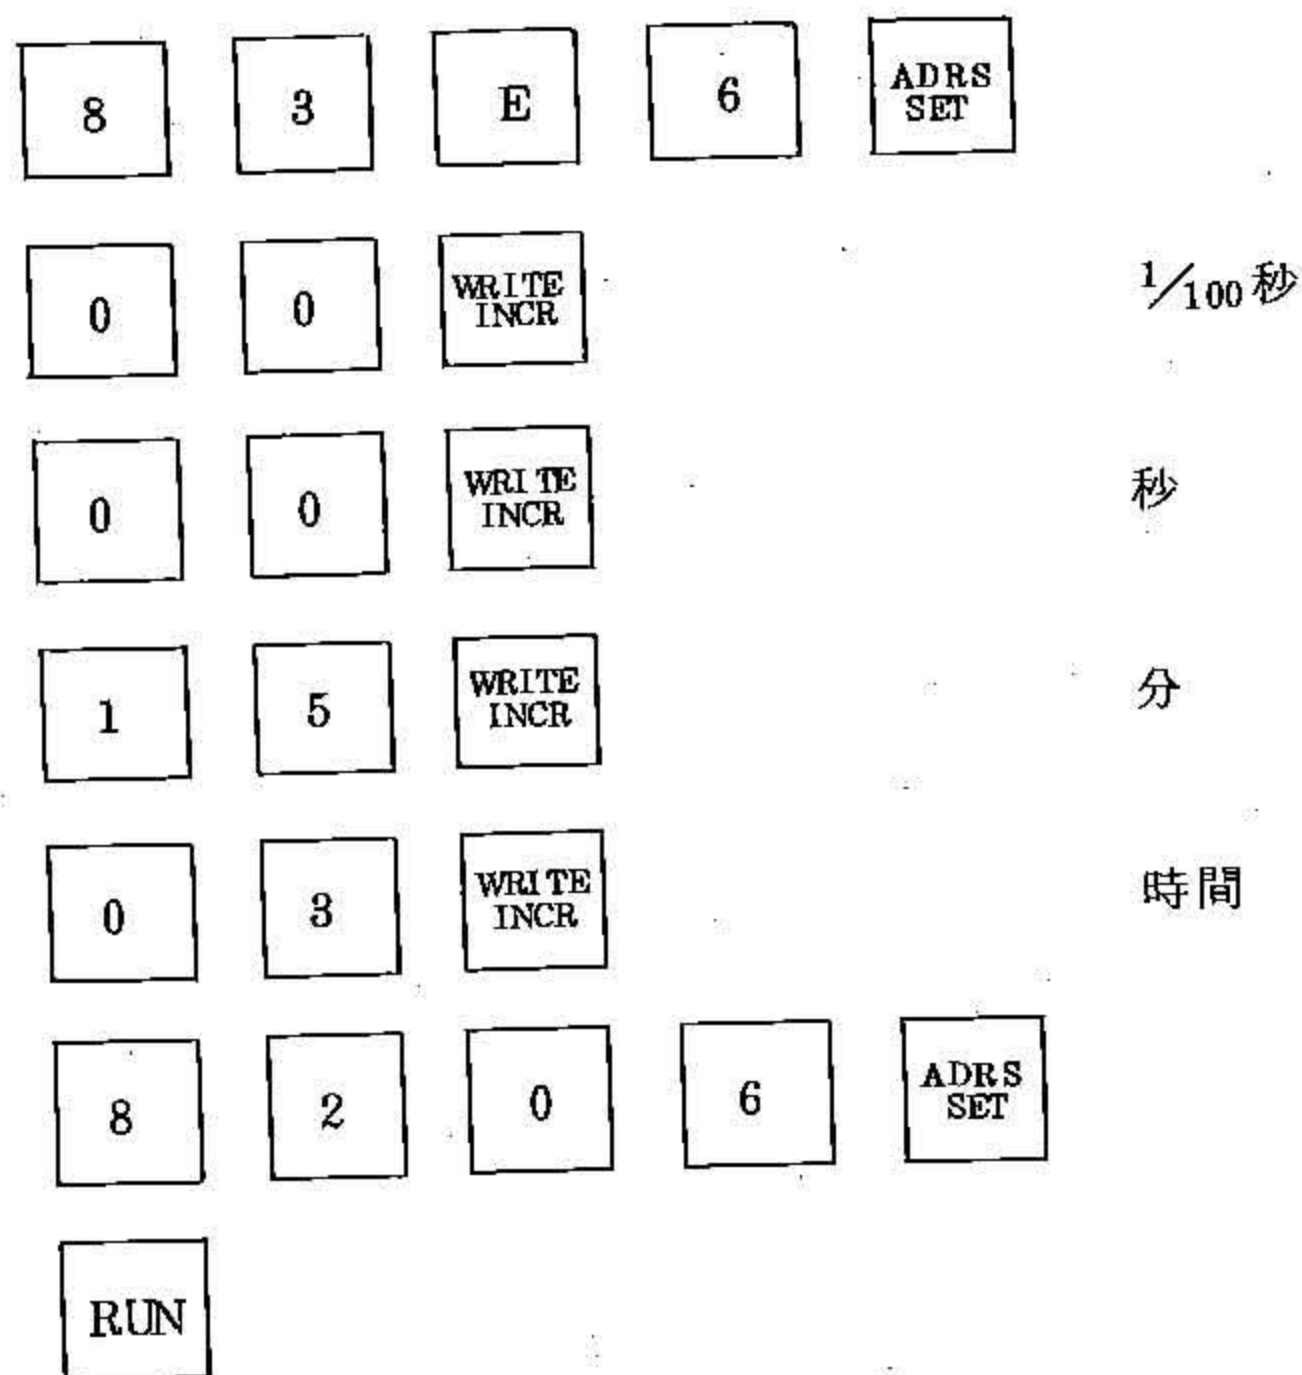 8 3 E 6 ADRS SET
0 0 WRITE INCR 1/100秒
0 0 WRITE INCR 秒
1 5 WRITE INCR 分
0 3 WRITE INCR 時間
8 2 0 6 ADRS SET
RUN